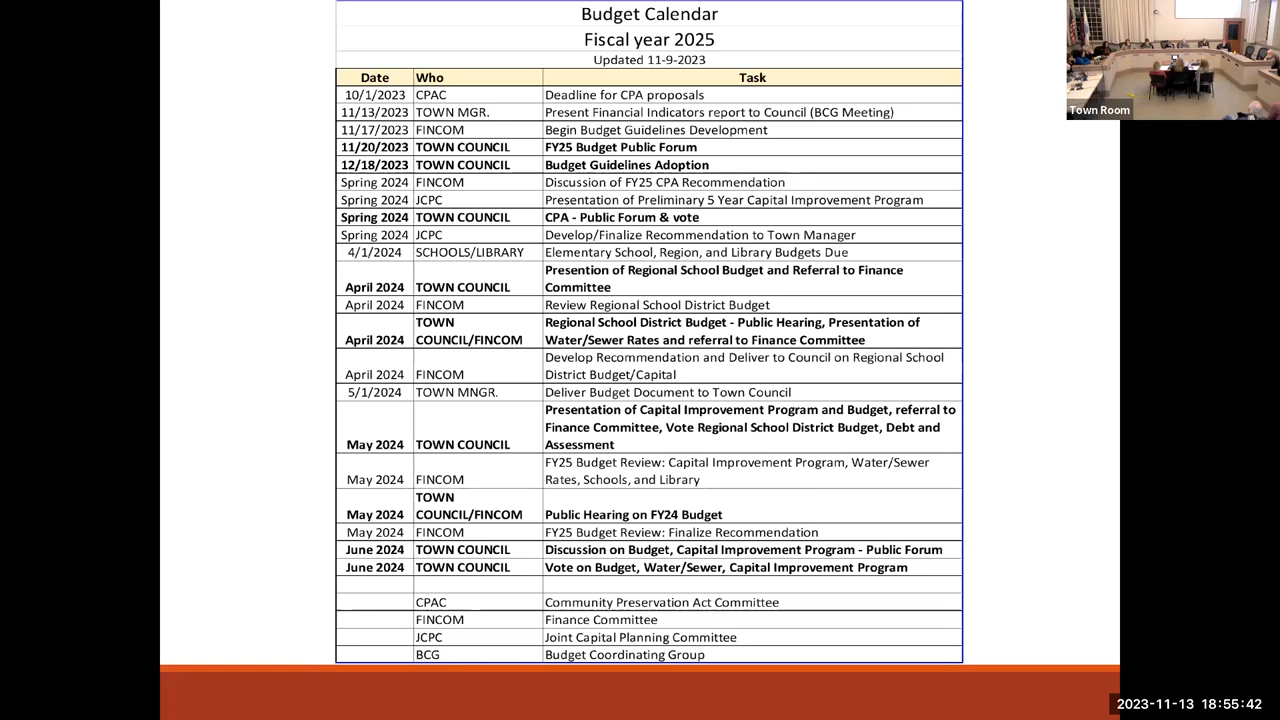 Budget Calendar
Fiscal year 2025
Updated 11-9-2023
Date Who Task
10/1/2023 CPAC Deadline for CPA proposals
11/13/2023 TOWN MGR. Present Financial Indicators report to Council (BCG Meeting)
11/17/2023 FINCOM Begin Budget Guidelines Development
11/20/2023 TOWN COUNCIL FY25 Budget Public Forum
12/18/2023 TOWN COUNCIL Budget Guidelines Adoption
Spring 2024 FINCOM Discussion of FY25 CPA Recommendation
Spring 2024 JCPC Presentation of Preliminary 5 Year Capital Improvement Program
Spring 2024 TOWN COUNCIL CPA - Public Forum & vote
Spring 2024 JCPC Develop/Finalize Recommendation to Town Manager
4/1/2024 SCHOOLS/LIBRARY Elementary School, Region, and Library Budgets Due
Presention of Regional School Budget and Referral to Finance
April 2024 TOWN COUNCIL Committee
April 2024 FINCOM Review Regional School District Budget
TOWN Regional School District Budget - Public Hearing, Presentation of
April 2024 COUNCIL/FINCOM Water/Sewer Rates and referral to Finance Committee
Develop Recommendation and Deliver to Council on Regional School
April 2024 FINCOM District Budget/Capital
5/1/2024 TOWN MNGR. Deliver Budget Document to Town Council
Presentation of Capital Improvement Program and Budget, referral to
Finance Committee, Vote Regional School District Budget, Debt and
May 2024 TOWN COUNCIL Assessment
FY25 Budget Review: Capital Improvement Program, Water/Sewer
May 2024 FINCOM Rates, Schools, and Library
TOWN
May 2024 COUNCIL/FINCOM Public Hearing on FY24 Budget
May 2024 FINCOM FY25 Budget Review: Finalize Recommendation
June 2024 TOWN COUNCIL Discussion on Budget, Capital Improvement Program - Public Forum
June 2024 TOWN COUNCIL Vote on Budget, Water/Sewer, Capital Improvement Program
CPAC Community Preservation Act Committee
FINCOM Finance Committee
JCPC Joint Capital Planning Committee
BCG Budget Coordinating Group
Town Room
2023-11-13 18:55:42